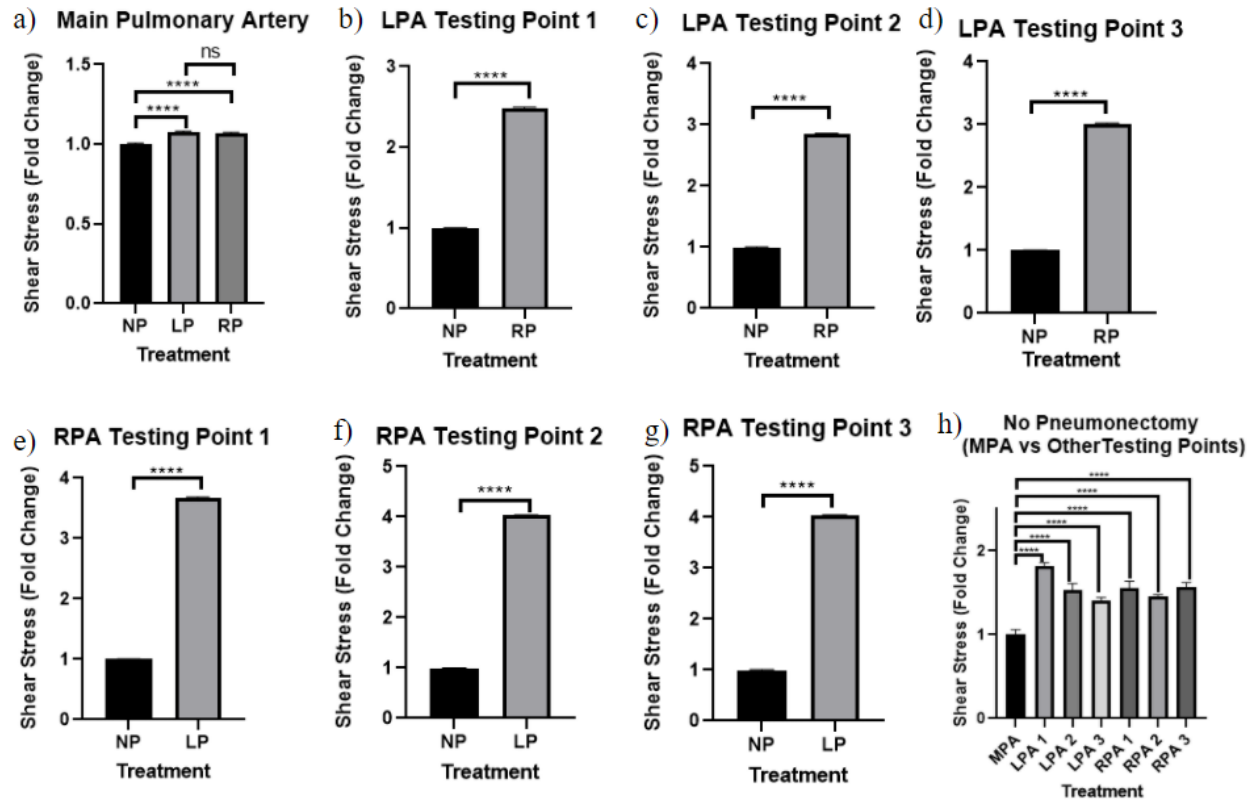 a) Main Pulmonary Artery
Shear Stress (Fold Change)
1.5
1.0
0.5
0.0
ns
****
****
NP LP RP
Treatment
b) LPA Testing Point 1
Shear Stress (Fold Change)
3
2
1
0
****
NP RP
Treatment
c) LPA Testing Point 2
Shear Stress (Fold Change)
4
3
2
1
0
****
NP RP
Treatment
d) LPA Testing Point 3
Shear Stress (Fold Change)
4
3
2
1
0
****
NP RP
Treatment
e) RPA Testing Point 1
Shear Stress (Fold Change)
4
3
2
1
0
****
NP LP
Treatment
f) RPA Testing Point 2
Shear Stress (Fold Change)
5
4
3
2
1
0
****
NP LP
Treatment
g) RPA Testing Point 3
Shear Stress (Fold Change)
5
4
3
2
1
0
****
NP LP
Treatment
h) No Pneumonectomy
(MPA vs OtherTesting Points)
Shear Stress (Fold Change)
2
1
0
****
****
****
****
****
****
MPA LPA 1 LPA 2 LPA 3 RPA 1 RPA 2 RPA 3
Treatment